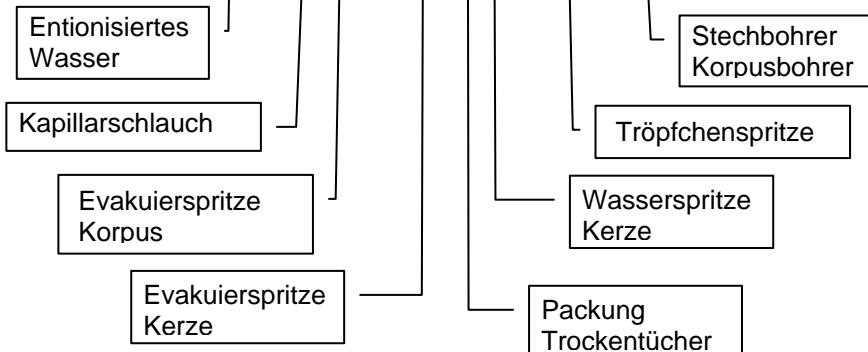 Entionisiertes
Wasser
Stechbohrer
Korpusbohrer
Kapillarschlauch
Tröpfchenspritze
Evakuierspritze
Korpus
Wasserspritze
Kerze
Evakuierspritze
Kerze
Packung
Trockentücher